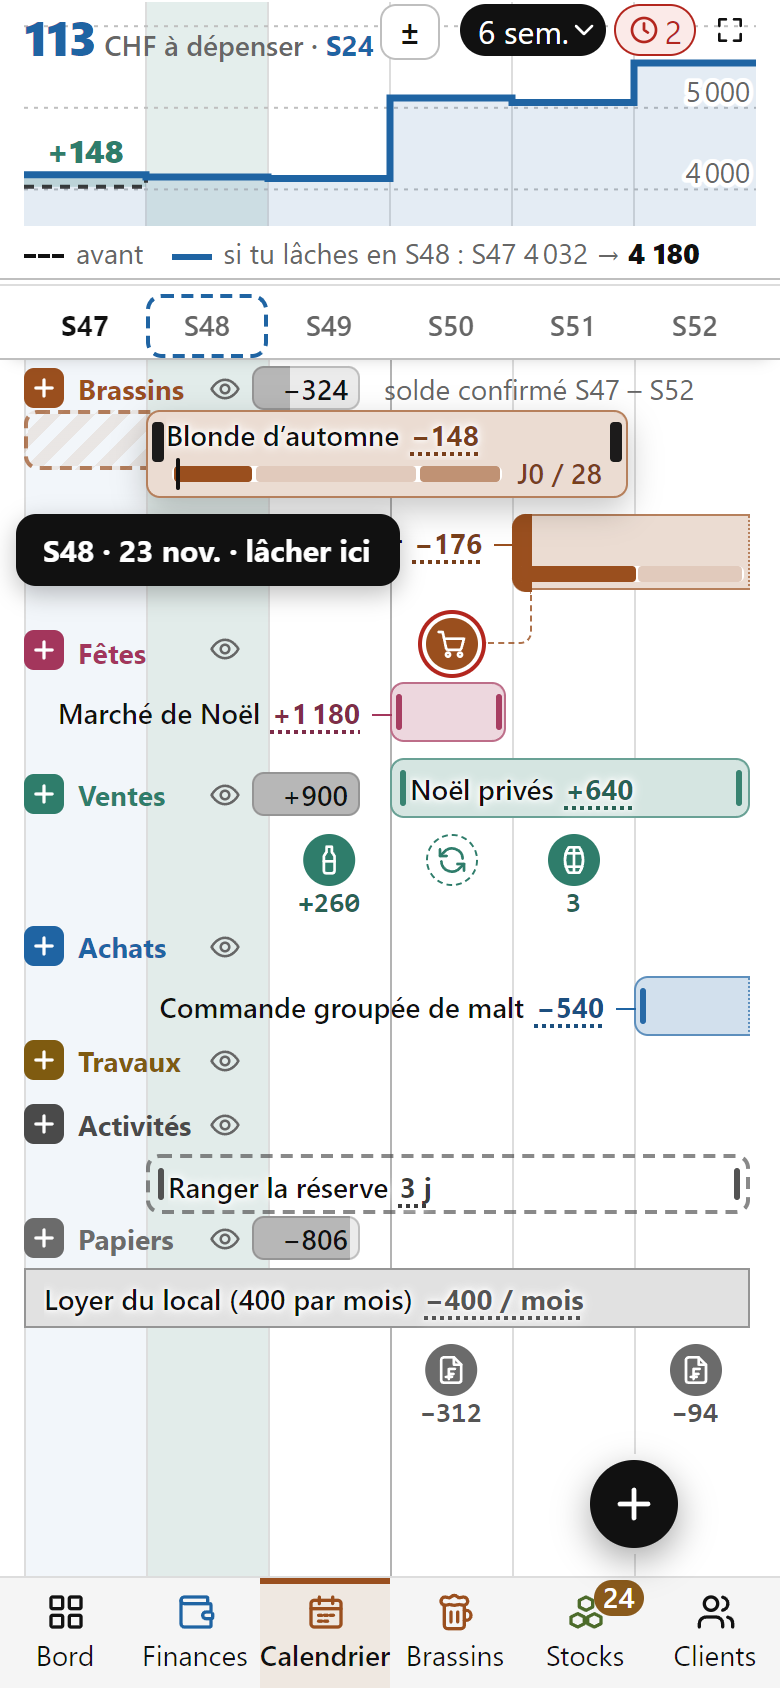 113 CHF à dépenser · S24 ± 6 sem. 2
5 000
+148
4 000
avant si tu lâches en S48 : S47 4 032 → 4 180
S47 S48 S49 S50 S51 S52
Brassins −324 solde confirmé S47 – S52
Blonde d’automne −148
J0 / 28
S48 · 23 nov. · lâcher ici −176
Fêtes
Marché de Noël +1 180
Ventes +900 Noël privés +640
+260 3
Achats
Commande groupée de malt −540
Travaux
Activités
Ranger la réserve 3 j
Papiers −806
Loyer du local (400 par mois) −400 / mois
−312 −94
24
Bord Finances Calendrier Brassins Stocks Clients